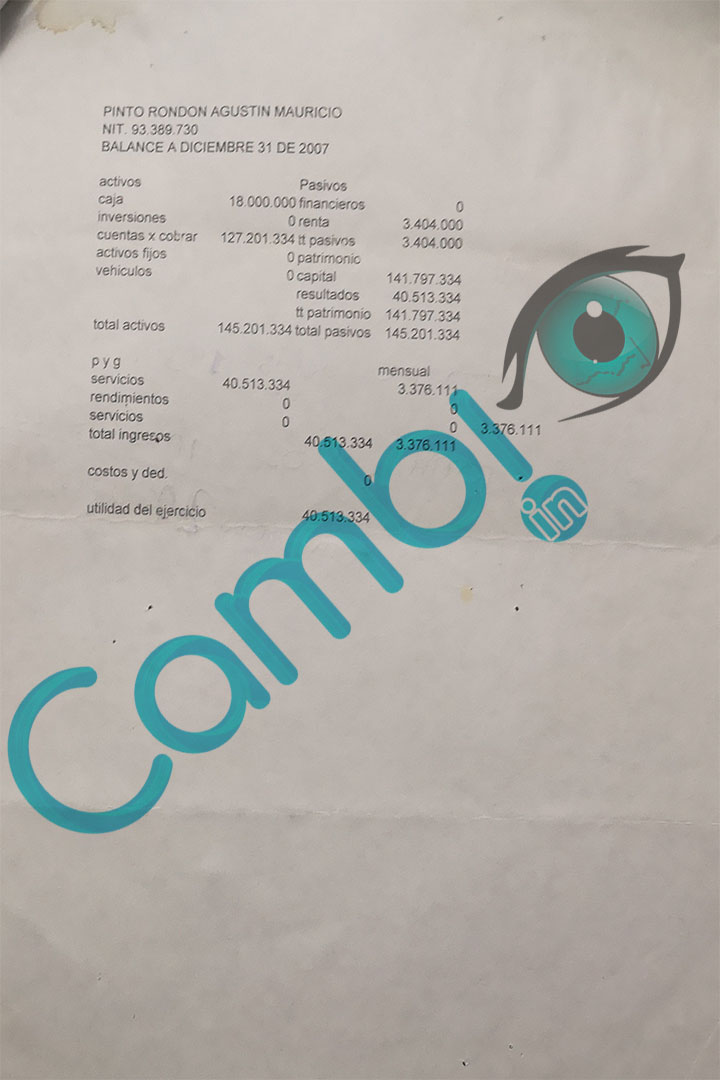 PINTO RONDON AGUSTIN MAURICIO
NIT. 93.389.730
BALANCE A DICIEMBRE 31 DE 2007
activos Pasivos
caja 18.000.000 financieros 0
inversiones 0 renta 3.404.000
cuentas x cobrar 127.201.334 tt pasivos 3.404.000
activos fijos 0 patrimonio
vehiculos 0 capital 141.797.334
resultados 40.513.334
tt patrimonio 141.797.334
total activos 145.201.334 total pasivos 145.201.334
p y g mensual
servicios 40.513.334 3.376.111
rendimientos 0 0
servicios 0 0 3.376.111
total ingresos 40.513.334 3.376.111
costos y ded. 0
utilidad del ejercicio 40.513.334
Camb!
in